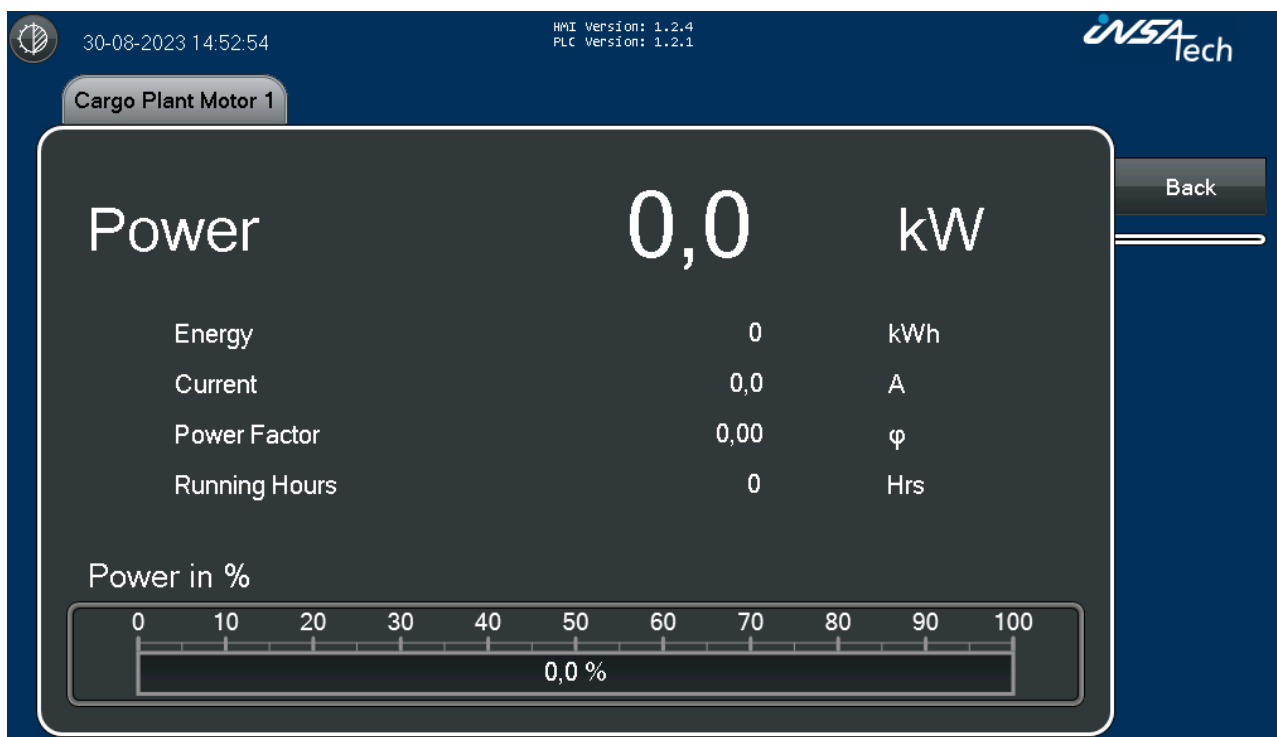 30-08-2023 14:52:54
HMI Version: 1.2.4
PLC Version: 1.2.1
iNSATech
Cargo Plant Motor 1
Back
Power 0,0 kW
Energy 0 kWh
Current 0,0 A
Power Factor 0,00 φ
Running Hours 0 Hrs
Power in %
0 10 20 30 40 50 60 70 80 90 100
0,0 %